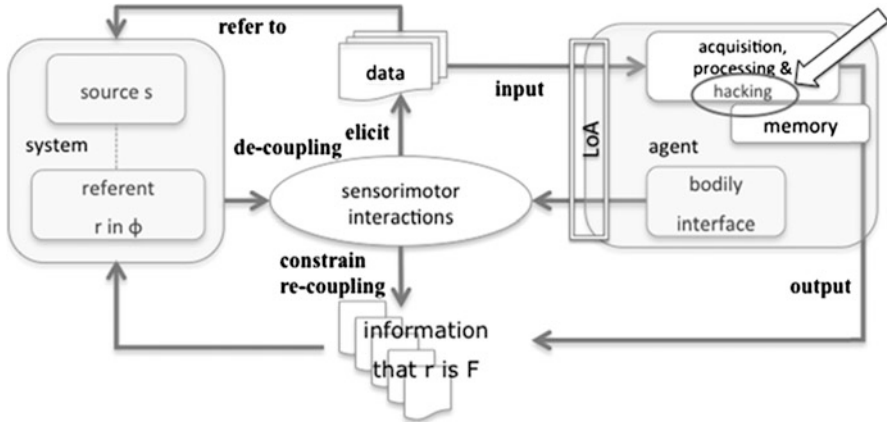 refer to
acquisition,
processing &
hacking
memory
data
input
source s
system
referent
r in ϕ
de-coupling
elicit
sensorimotor
interactions
LoA
agent
bodily
interface
constrain
re-coupling
output
information
that r is F